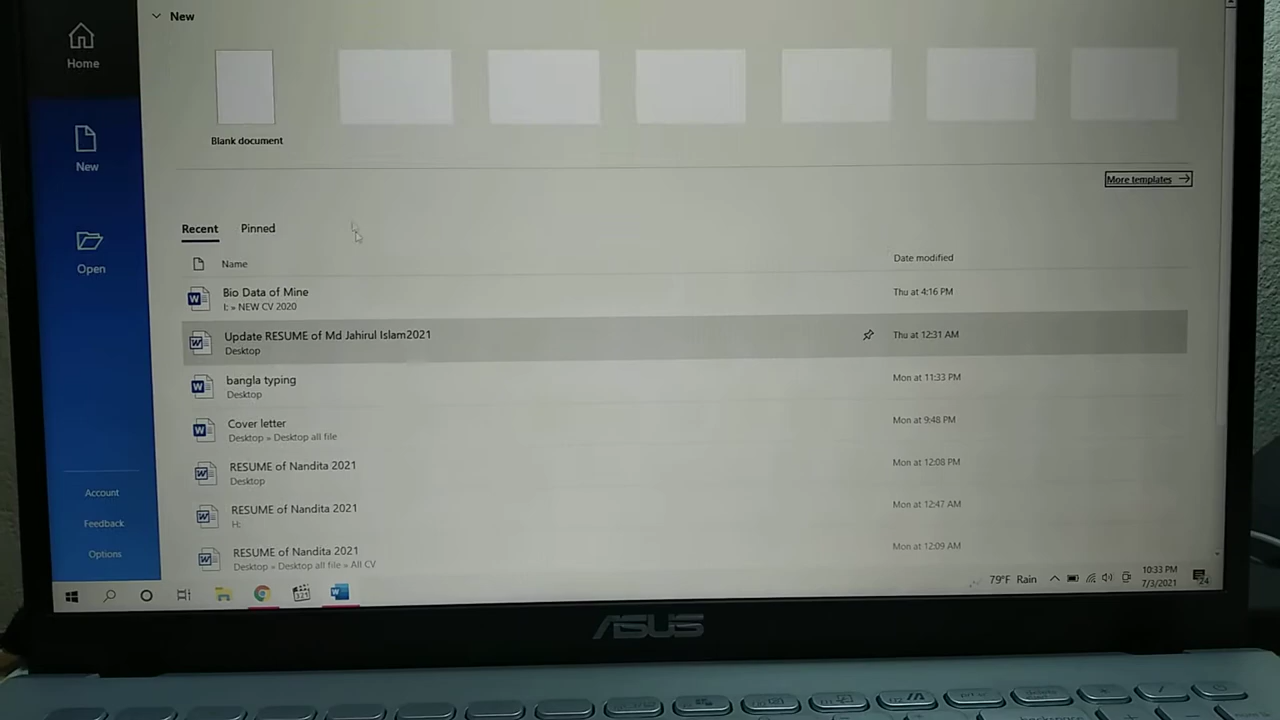 New
Home
Blank document
New
More templates
Recent
Pinned
Open
Name
Date modified
Bio Data of Mine
I: » NEW CV 2020
Thu at 4:16 PM
Update RESUME of Md Jahirul Islam2021
Desktop
Thu at 12:31 AM
bangla typing
Desktop
Mon at 11:33 PM
Cover letter
Desktop » Desktop all file
Mon at 9:48 PM
RESUME of Nandita 2021
Desktop
Mon at 12:08 PM
Account
RESUME of Nandita 2021
H:
Mon at 12:47 AM
Feedback
RESUME of Nandita 2021
Desktop » Desktop all file » All CV
Mon at 12:09 AM
Options
79°F Rain
10:33 PM
7/3/2021
24
ASUS